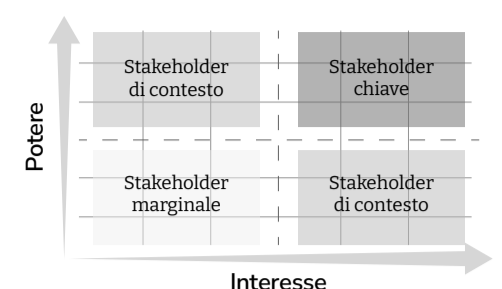 Stakeholder
di contesto
Stakeholder
chiave
Potere
Stakeholder
marginale
Stakeholder
di contesto
Interesse